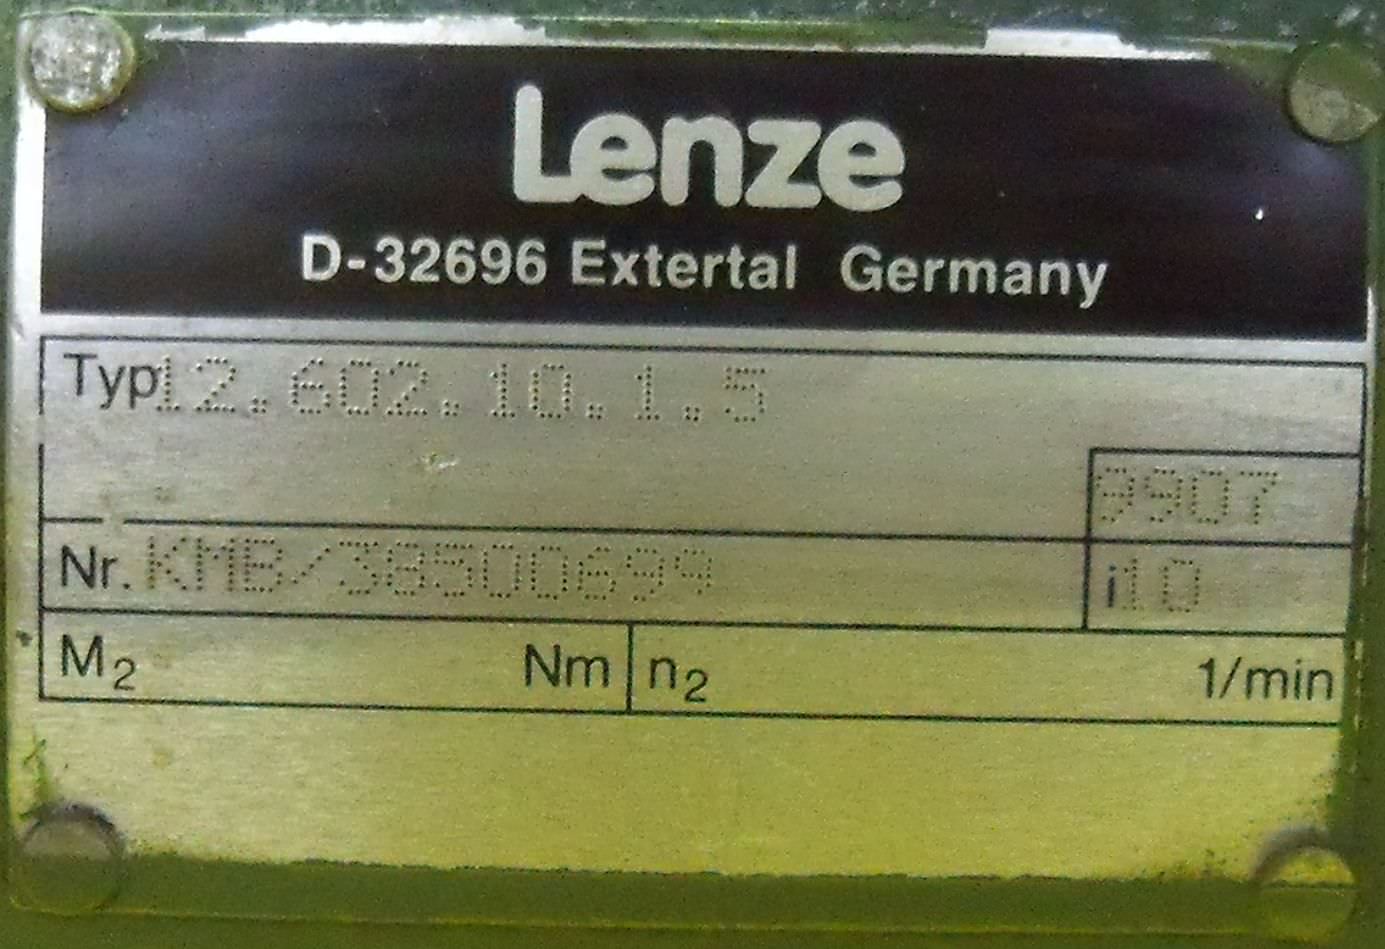 Lenze
D-32696 Extertal Germany
Typ 12.602.10.1.5
9907
Nr. KMB/38500699 i 10
M₂ Nm n₂ 1/min